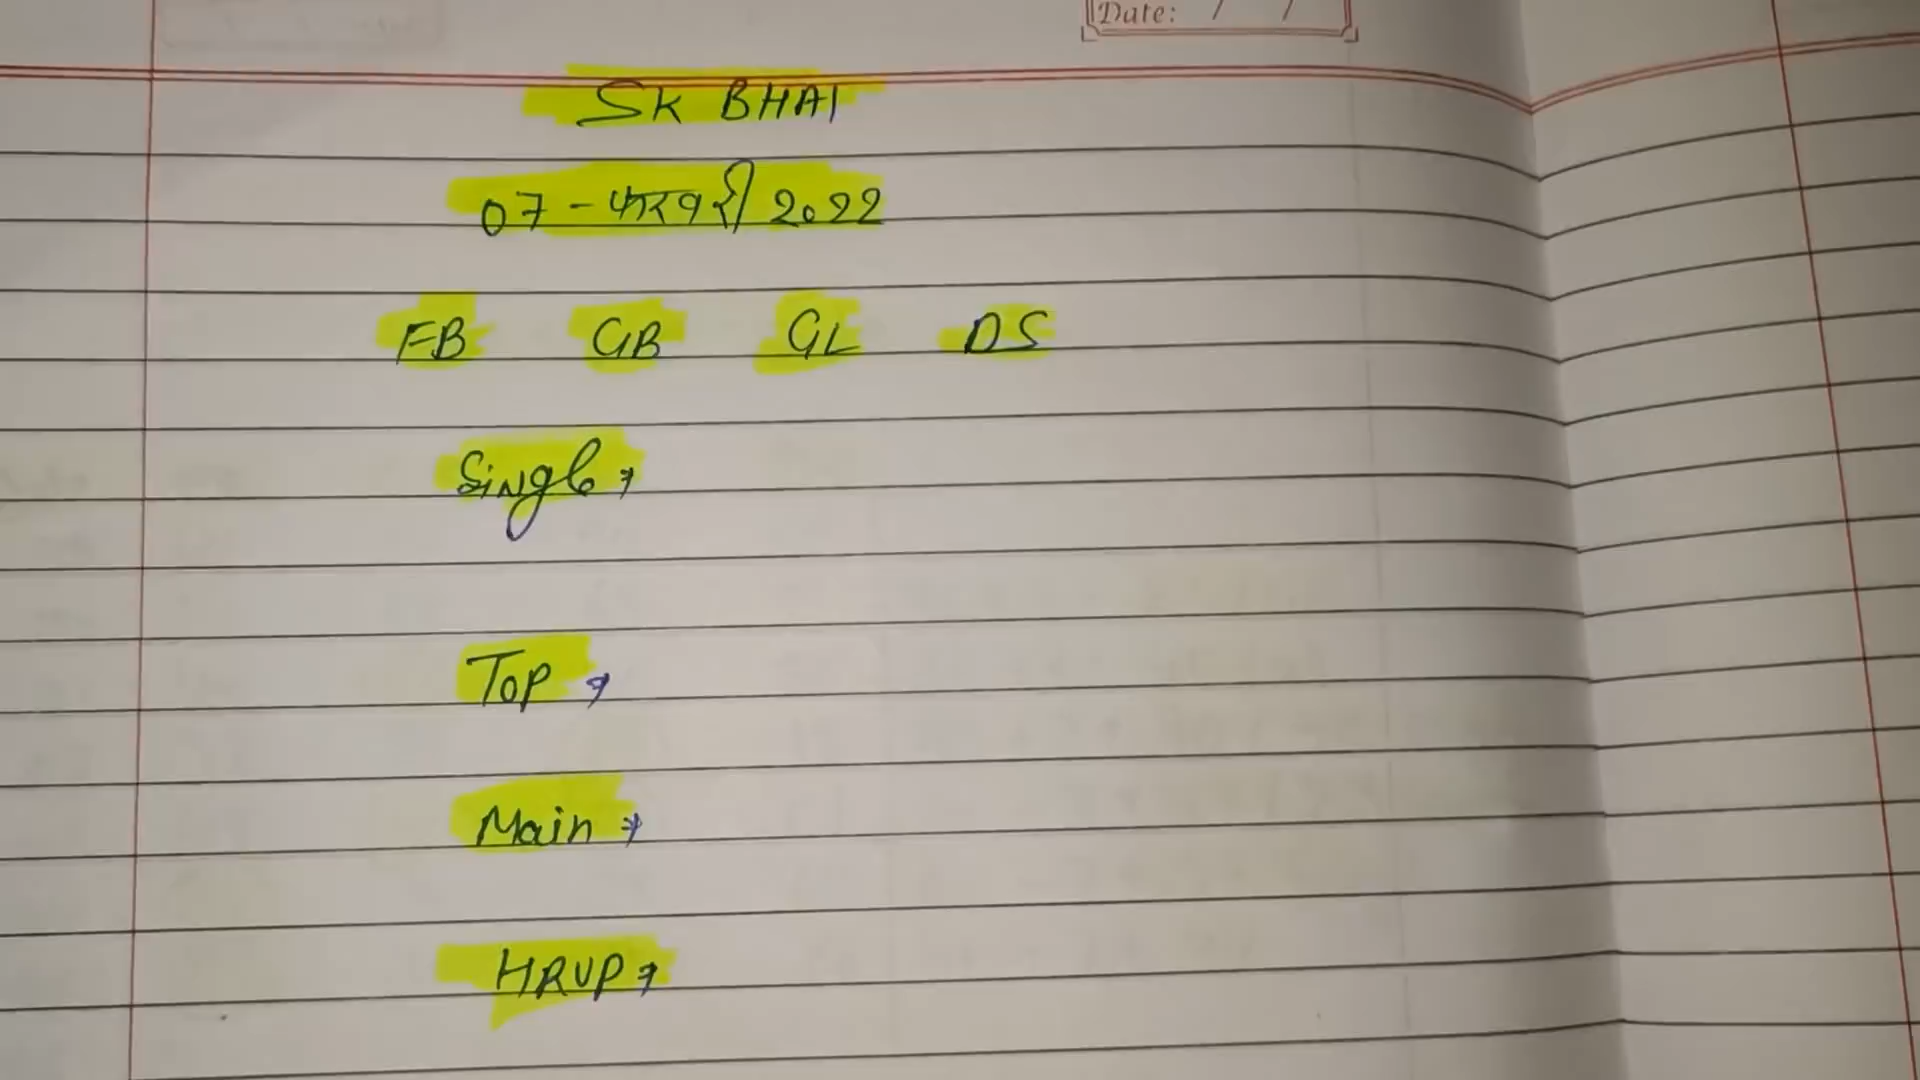 Date: / /
SK BHAI
07 - फरवरी 2022
FB GB GL DS
Single →
Top →
Main →
HRUP →